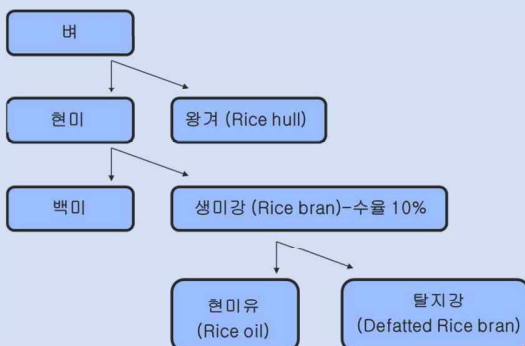 벼
현미
왕겨 (Rice hull)
백미
생미강 (Rice bran)-수율 10%
현미유
(Rice oil)
탈지강
(Defatted Rice bran)